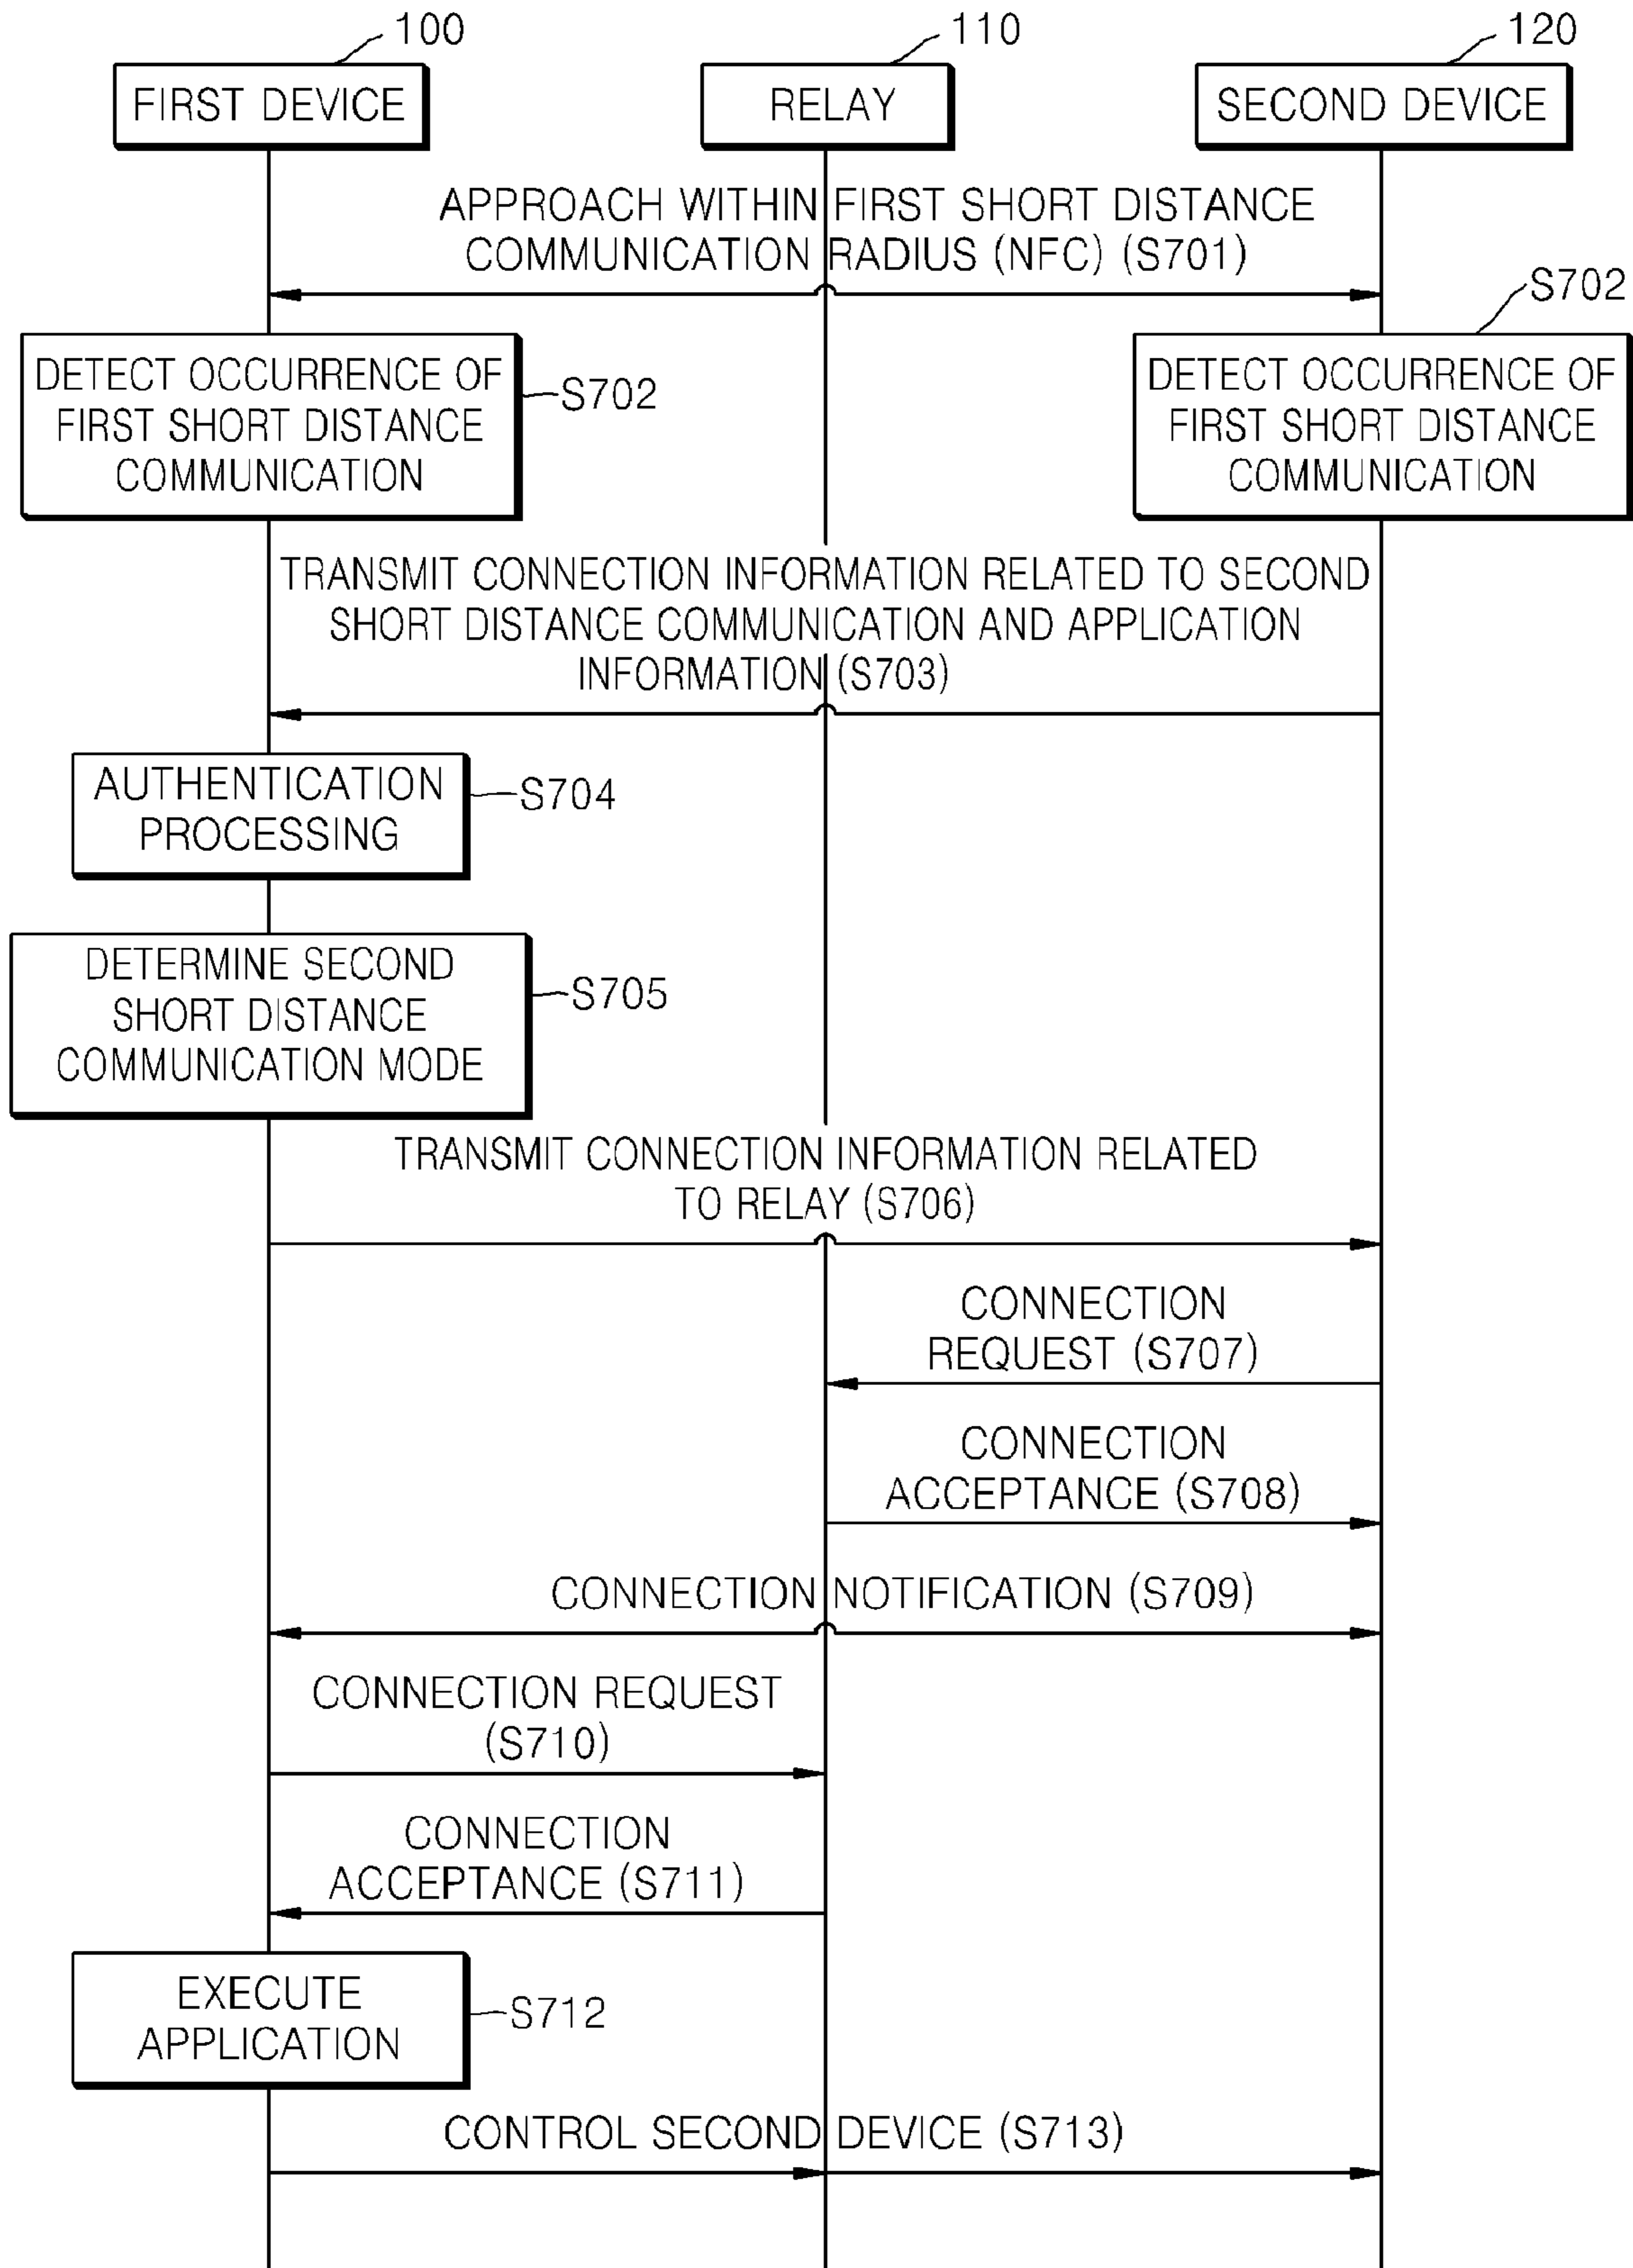 100
110
120
FIRST DEVICE
RELAY
SECOND DEVICE
APPROACH WITHIN FIRST SHORT DISTANCE
COMMUNICATION RADIUS (NFC) (S701)
S702
DETECT OCCURRENCE OF
FIRST SHORT DISTANCE
COMMUNICATION
S702
DETECT OCCURRENCE OF
FIRST SHORT DISTANCE
COMMUNICATION
TRANSMIT CONNECTION INFORMATION RELATED TO SECOND
SHORT DISTANCE COMMUNICATION AND APPLICATION
INFORMATION (S703)
AUTHENTICATION
PROCESSING
S704
DETERMINE SECOND
SHORT DISTANCE
COMMUNICATION MODE
S705
TRANSMIT CONNECTION INFORMATION RELATED
TO RELAY (S706)
CONNECTION
REQUEST (S707)
CONNECTION
ACCEPTANCE (S708)
CONNECTION NOTIFICATION (S709)
CONNECTION REQUEST
(S710)
CONNECTION
ACCEPTANCE (S711)
EXECUTE
APPLICATION
S712
CONTROL SECOND DEVICE (S713)